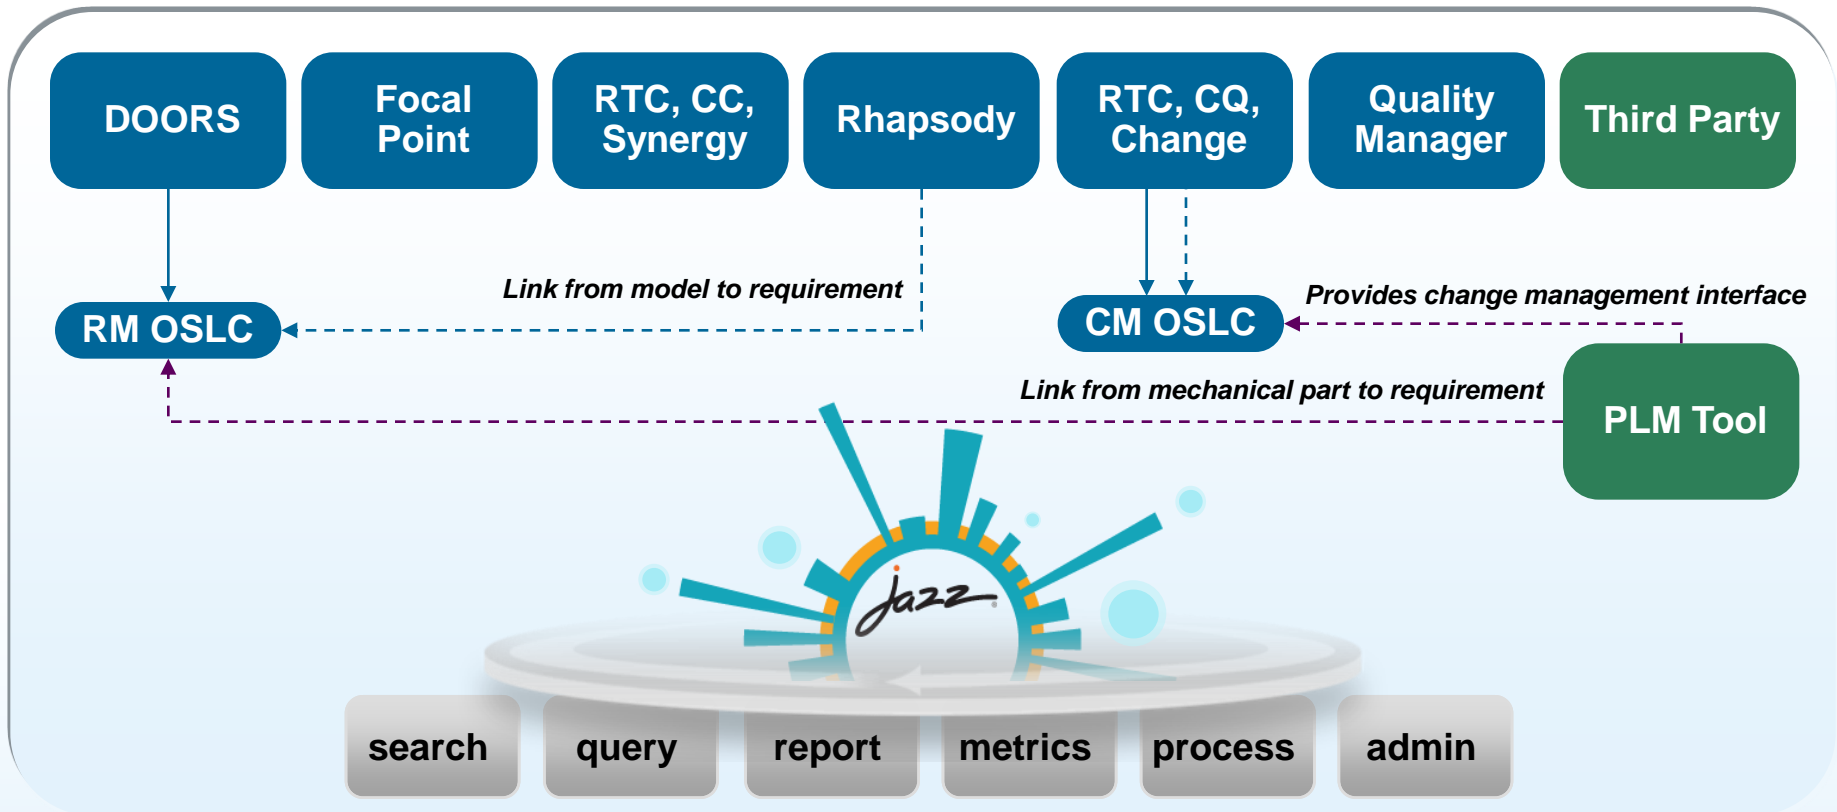 DOORS
Focal
Point
RTC, CC,
Synergy
Rhapsody
RTC, CQ,
Change
Quality
Manager
Third Party
Link from model to requirement
Provides change management interface
RM OSLC
CM OSLC
Link from mechanical part to requirement
PLM Tool
jazz
search
query
report
metrics
process
admin